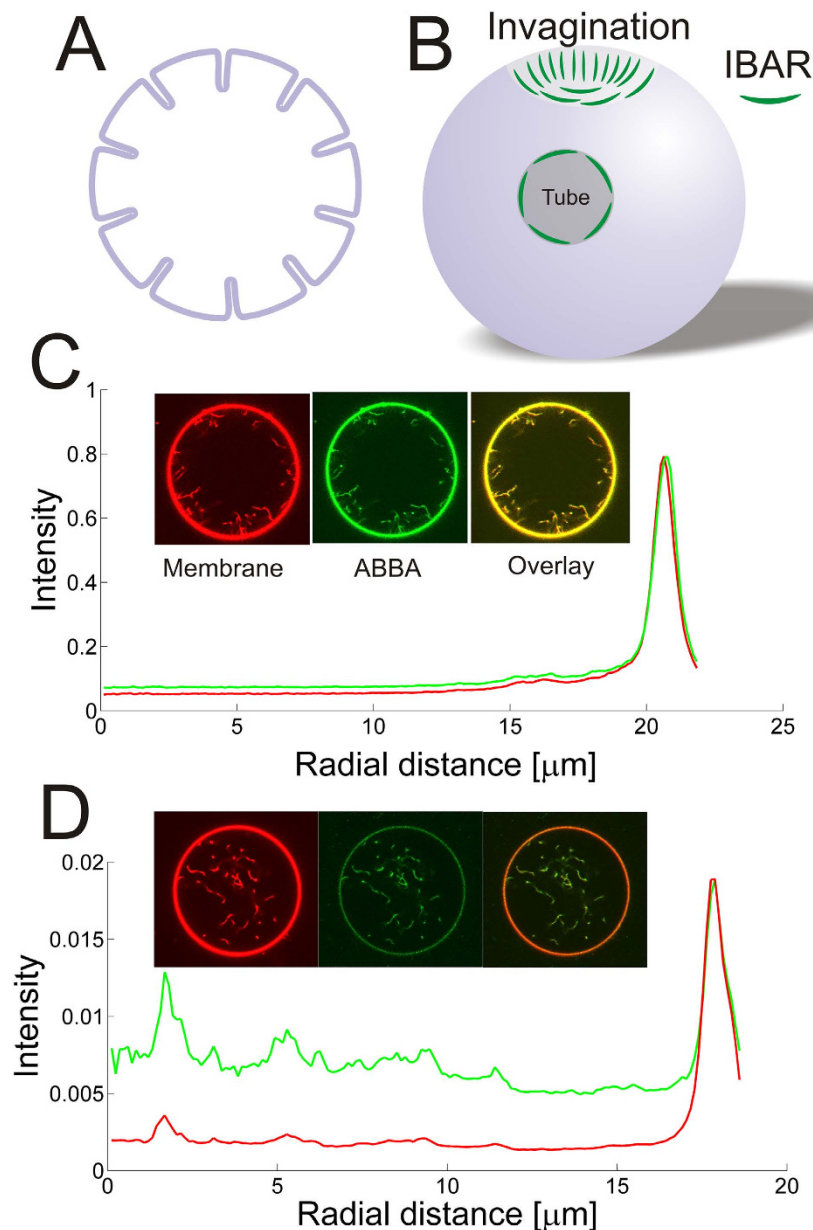 A
B
Invagination
IBAR
Tube
C
1
0.8
0.6
0.4
0.2
0
Intensity
Membrane
ABBA
Overlay
0
5
10
15
20
25
Radial distance [μm]
D
0.02
0.015
0.01
0.005
0
Intensity
0
5
10
15
20
Radial distance [μm]